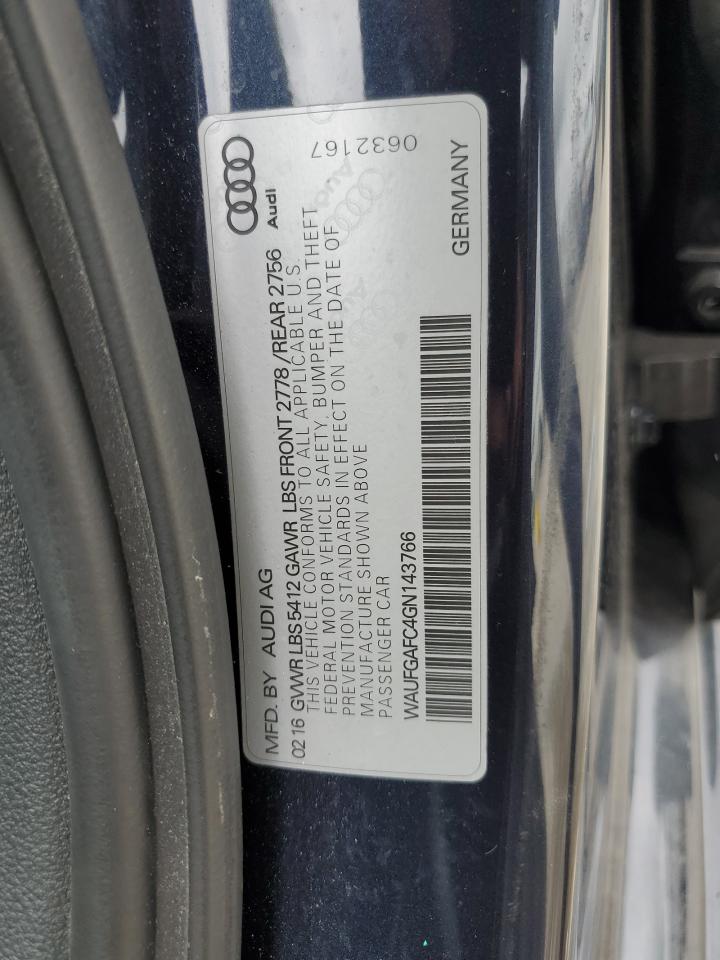 MFD. BY AUDI AG
0216 GVWR LBS 5412 GAWR LBS FRONT 2778 / REAR 2756
THIS VEHICLE CONFORMS TO ALL APPLICABLE U.S.
FEDERAL MOTOR VEHICLE SAFETY, BUMPER AND THEFT
PREVENTION STANDARDS IN EFFECT ON THE DATE OF
MANUFACTURE SHOWN ABOVE
PASSENGER CAR
WAUFGAFC4GN143766
Audi
0632167
GERMANY